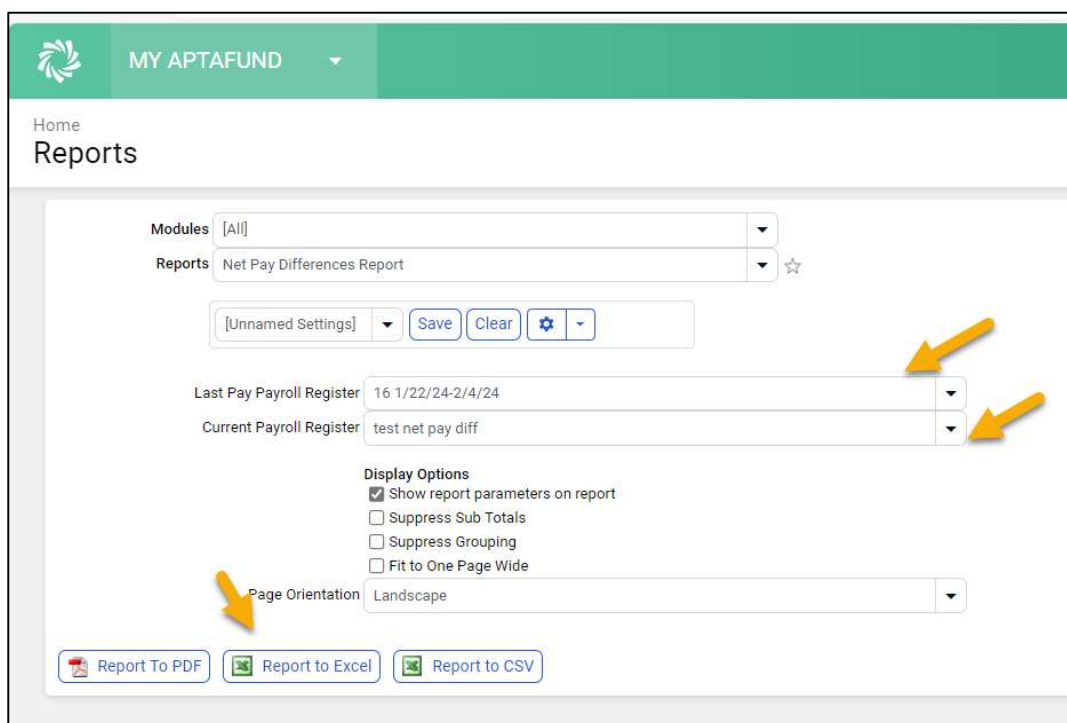 MY APTAFUND
Home
Reports
Modules [All]
Reports Net Pay Differences Report
[Unnamed Settings] Save Clear
Last Pay Payroll Register 16 1/22/24-2/4/24
Current Payroll Register test net pay diff
Display Options
Show report parameters on report
Suppress Sub Totals
Suppress Grouping
Fit to One Page Wide
Page Orientation Landscape
Report To PDF Report to Excel Report to CSV